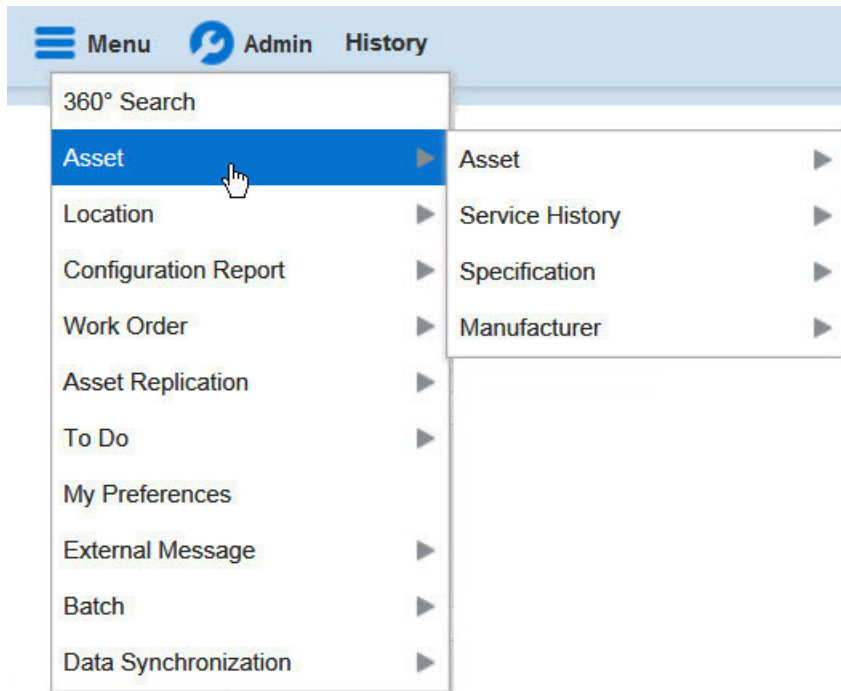 Menu Admin History
360° Search
Asset
Location
Configuration Report
Work Order
Asset Replication
To Do
My Preferences
External Message
Batch
Data Synchronization
Asset
Service History
Specification
Manufacturer